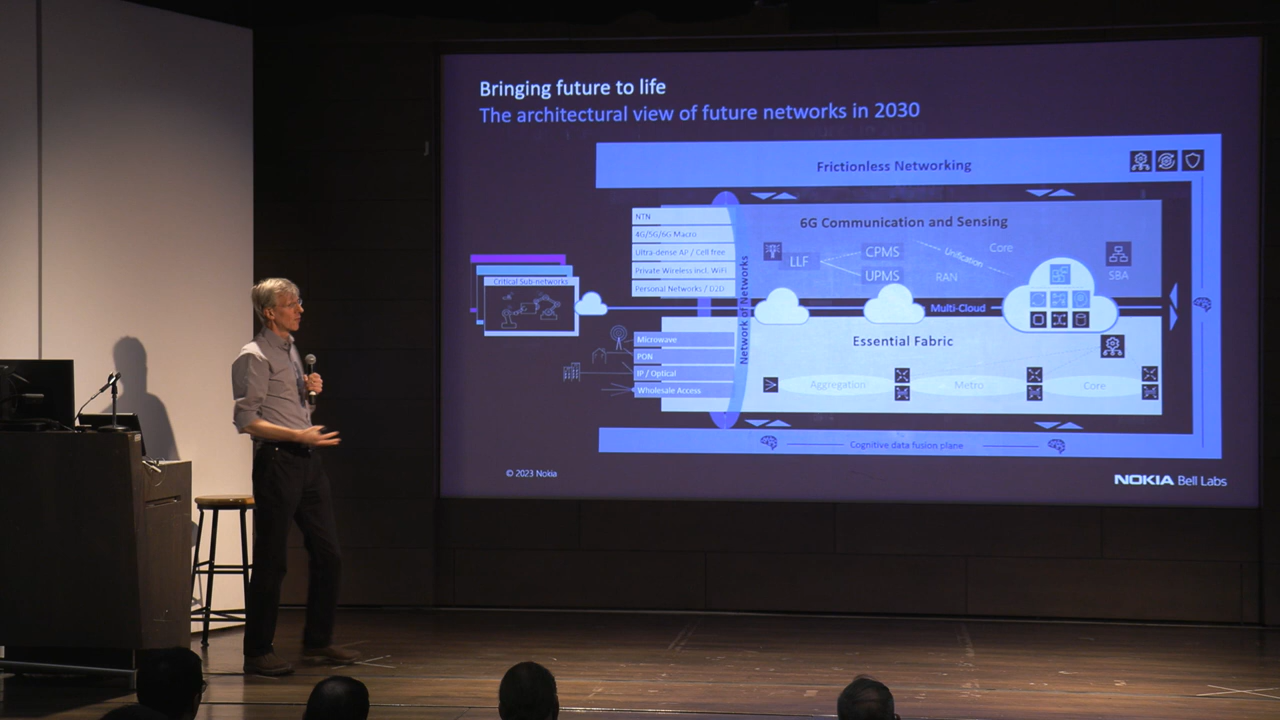 Bringing future to life
The architectural view of future networks in 2030
Frictionless Networking
NTN
4G/5G/6G Macro
Ultra-dense AP / Cell free
Private Wireless incl. WiFi
Personal Networks / D2D
Network of Networks
6G Communication and Sensing
LLF
CPMS
UPMS
Unification
Core
RAN
SBA
Critical Sub-networks
Multi-Cloud
Microwave
PON
IP / Optical
Wholesale Access
Essential Fabric
Aggregation
Metro
Core
Cognitive data fusion plane
© 2023 Nokia
NOKIA Bell Labs